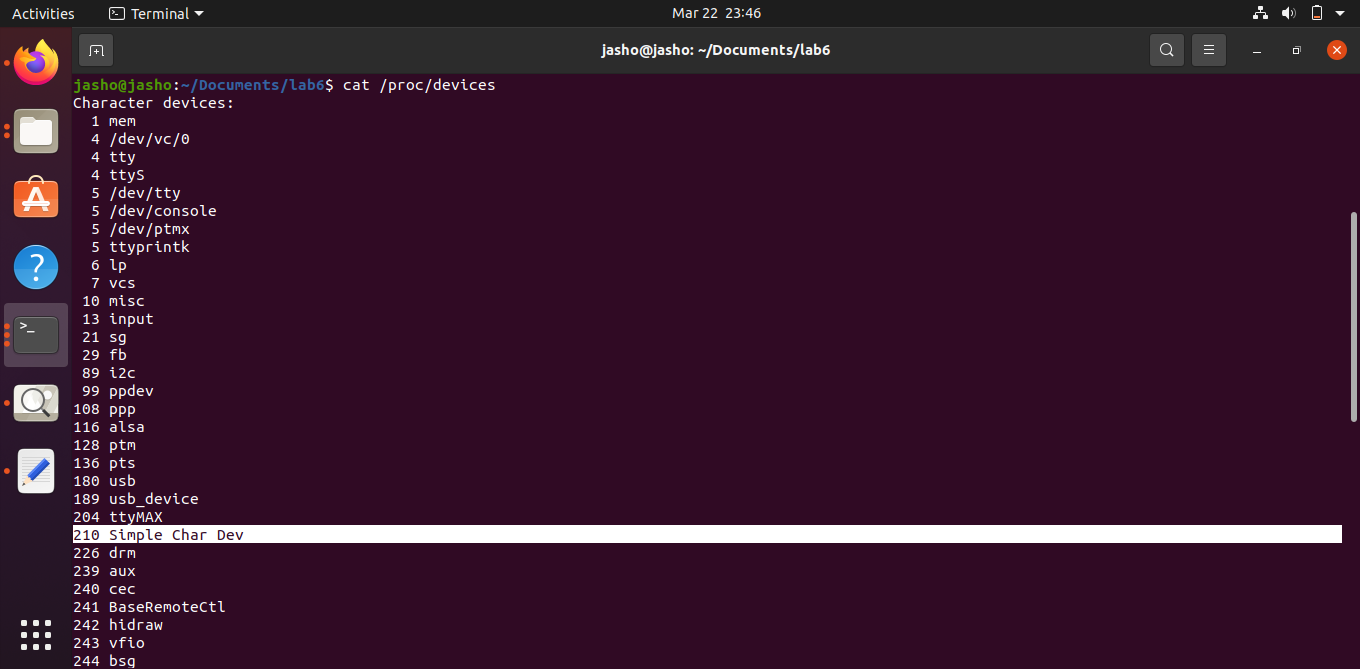 Activities Terminal Mar 22 23:46
jasho@jasho: ~/Documents/lab6
jasho@jasho:~/Documents/lab6$ cat /proc/devices
Character devices:
1 mem
4 /dev/vc/0
4 tty
4 ttyS
5 /dev/tty
5 /dev/console
5 /dev/ptmx
5 ttyprintk
6 lp
7 vcs
10 misc
13 input
21 sg
29 fb
89 i2c
99 ppdev
108 ppp
116 alsa
128 ptm
136 pts
180 usb
189 usb_device
204 ttyMAX
210 Simple Char Dev
226 drm
239 aux
240 cec
241 BaseRemoteCtl
242 hidraw
243 vfio
244 bsg